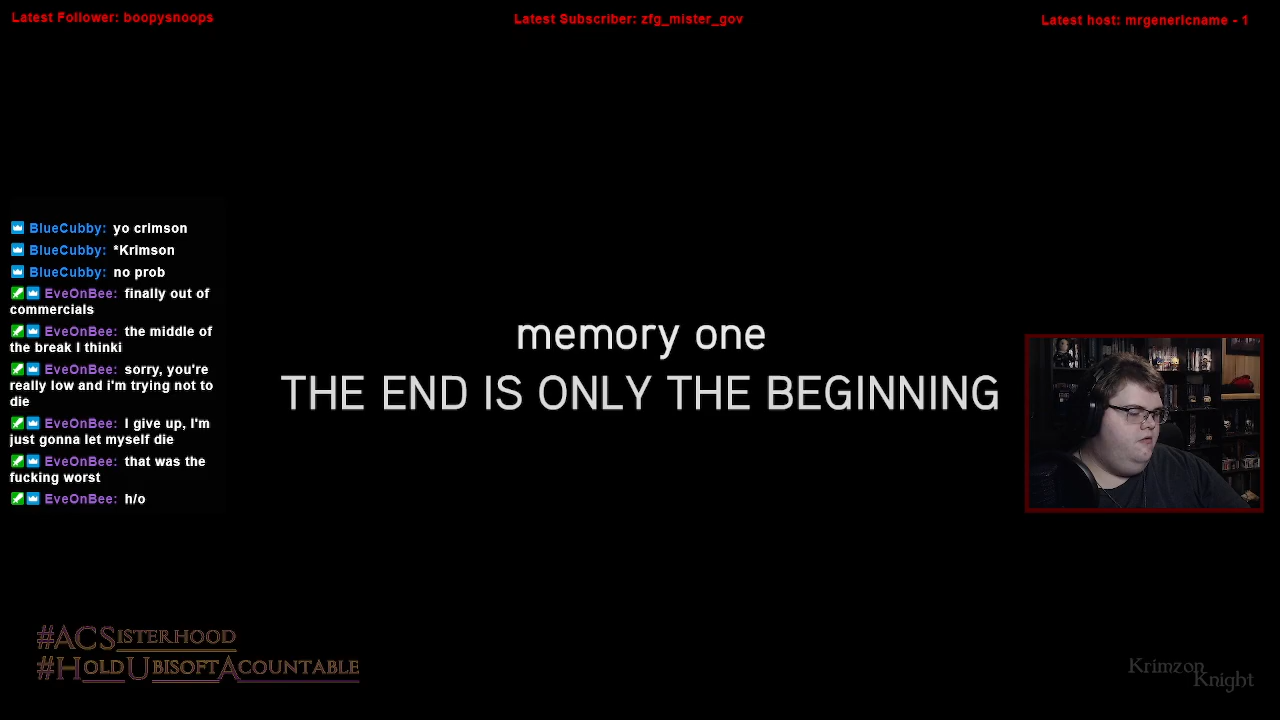 Latest Follower: boopysnoops
Latest Subscriber: zfg_mister_gov
Latest host: mrgenericname - 1
BlueCubby: yo crimson
BlueCubby: *Krimson
BlueCubby: no prob
EveOnBee: finally out of
commercials
EveOnBee: the middle of
the break I thinki
EveOnBee: sorry, you're
really low and i'm trying not to
die
EveOnBee: I give up, I'm
just gonna let myself die
EveOnBee: that was the
fucking worst
EveOnBee: h/o
memory one
THE END IS ONLY THE BEGINNING
#ACSISTERHOOD
#HOLDUBISOFTACOUNTABLE
Krimzon
Knight